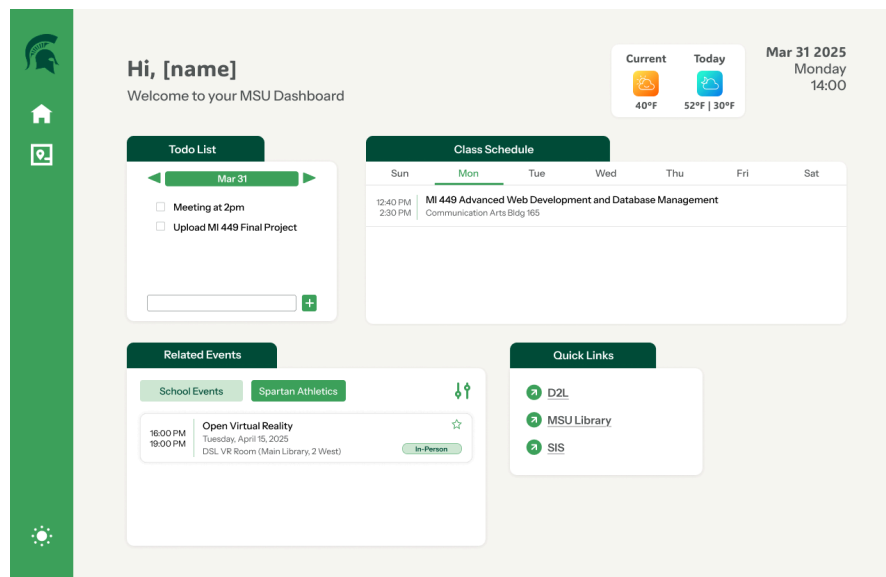 Hi, [name]
Welcome to your MSU Dashboard
Current
Today
40°F
52°F | 30°F
Mar 31 2025
Monday
14:00
Todo List
Mar 31
Meeting at 2pm
Upload MI 449 Final Project
+
Class Schedule
Sun Mon Tue Wed Thu Fri Sat
12:40 PM
2:30 PM
MI 449 Advanced Web Development and Database Management
Communication Arts Bldg 165
Related Events
School Events
Spartan Athletics
16:00 PM
19:00 PM
Open Virtual Reality
Tuesday, April 15, 2025
DSL VR Room (Main Library, 2 West)
In-Person
Quick Links
D2L
MSU Library
SIS